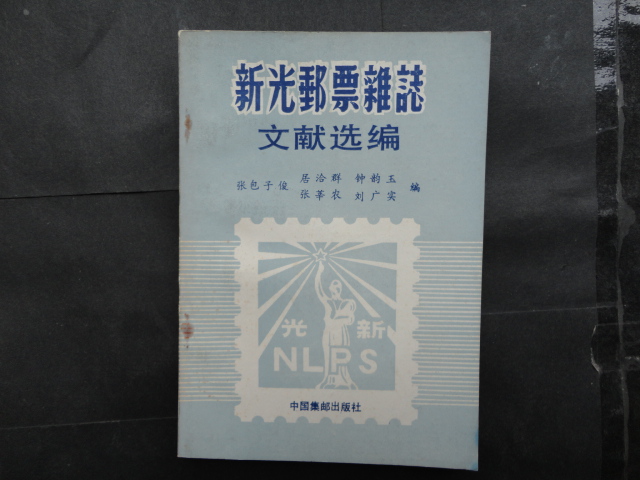 新光郵票雜誌
文献选编
张包子俊 居洽群 钟韵玉 编
张莘农 刘广实
光 新
NLPS
中国集邮出版社